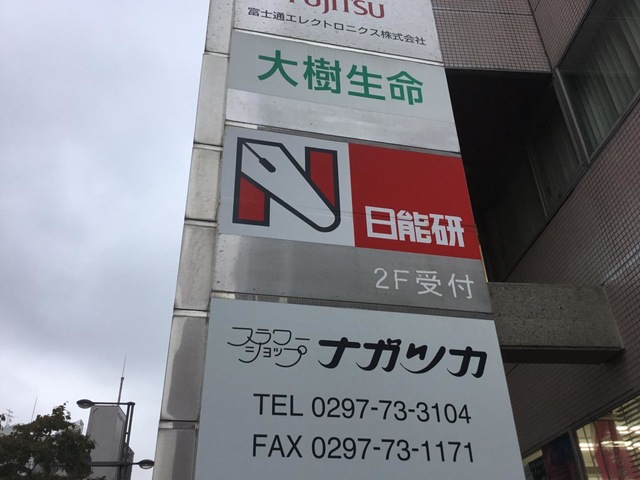 FUJITSU
富士通エレクトロニクス株式会社
大樹生命
N
日能研
2F受付
フラワーショップ ナガツカ
TEL 0297-73-3104
FAX 0297-73-1171